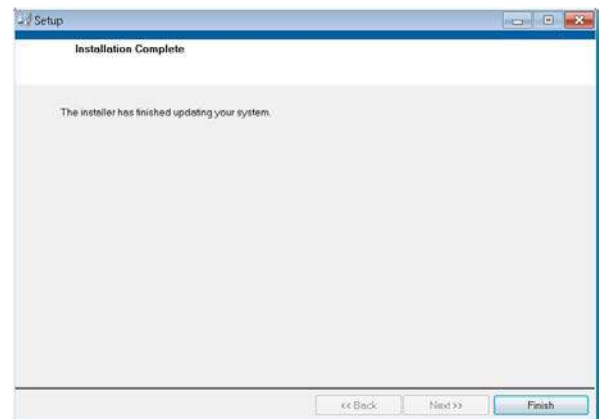 Setup
Installation Complete
The installer has finished updating your system.
<< Back
Next >>
Finish